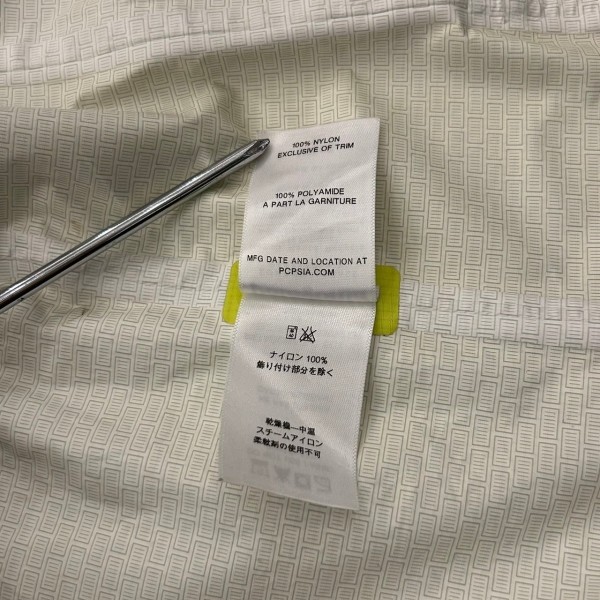 100% NYLON
EXCLUSIVE OF TRIM
100% POLYAMIDE
A PART LA GARNITURE
MFG DATE AND LOCATION AT
PCPSIA.COM
ナイロン 100%
飾り付け部分を除く
乾燥機—中温
スチームアイロン
柔軟剤の使用不可